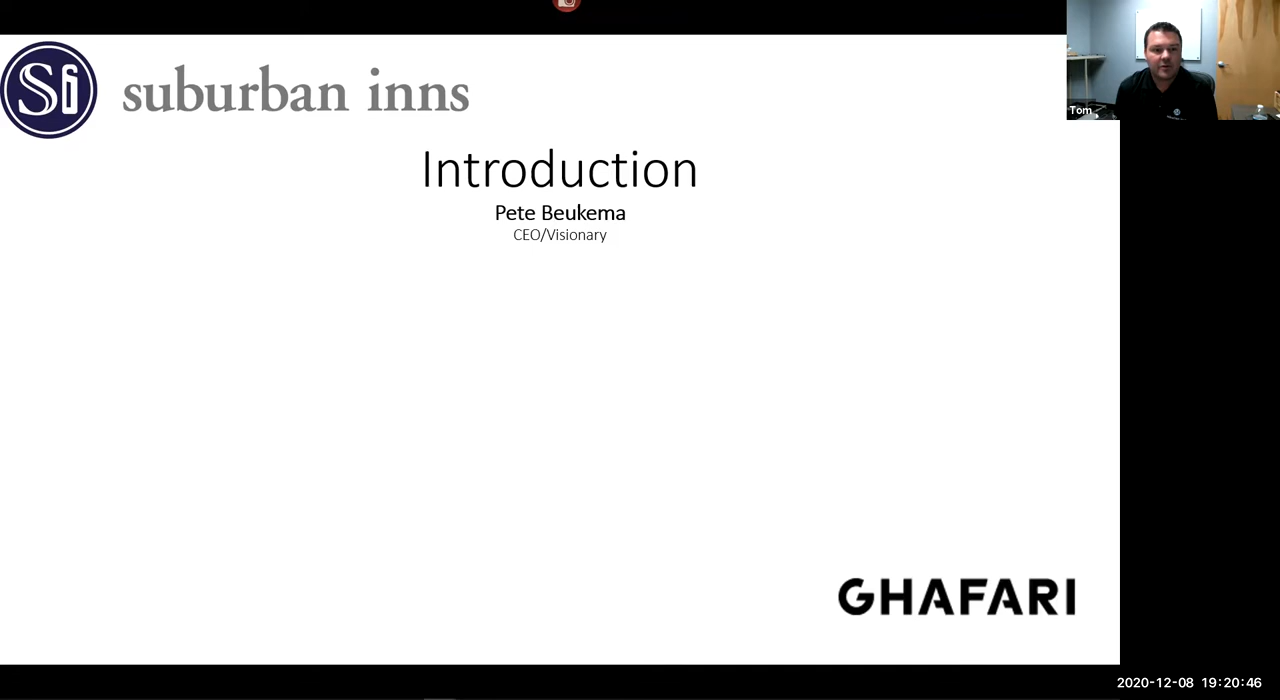 Si
suburban inns
Tom
Introduction
Pete Beukema
CEO/Visionary
GHAFARI
2020-12-08 19:20:46